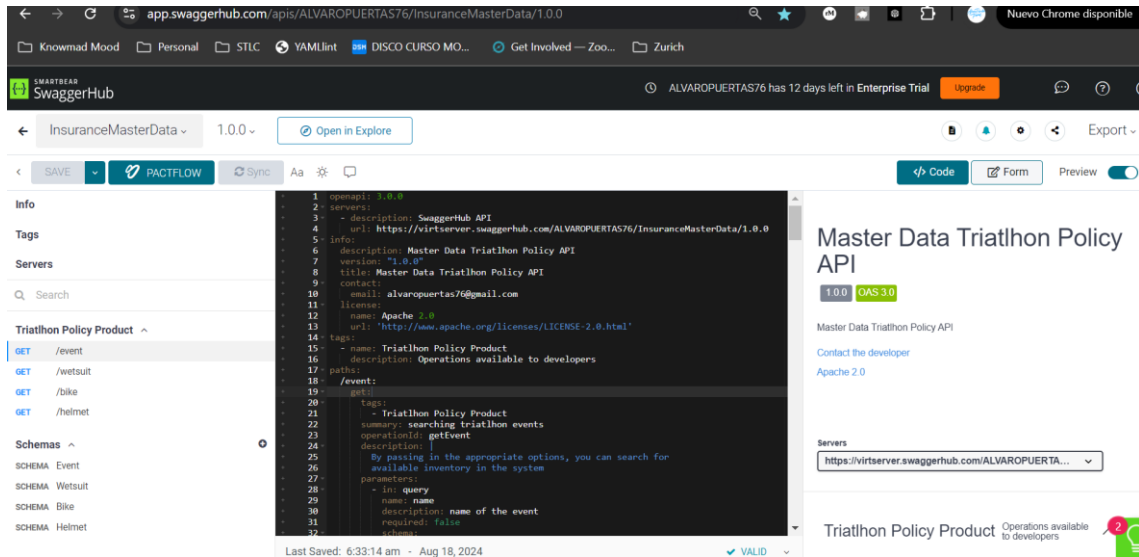 app.swaggerhub.com/apis/ALVAROPUERTAS76/InsuranceMasterData/1.0.0
Nuevo Chrome disponible
Knowmad Mood Personal STLC YAMLlint DISCO CURSO MO... Get Involved — Zoo... Zurich
SMARTBEAR
SwaggerHub
ALVAROPUERTAS76 has 12 days left in Enterprise Trial Upgrade
InsuranceMasterData 1.0.0 Open in Explore Export
SAVE PACTFLOW Sync Aa </> Code Form Preview
Info
Tags
Servers
Search
Triatlhon Policy Product
GET /event
GET /wetsuit
GET /bike
GET /helmet
Schemas
SCHEMA Event
SCHEMA Wetsuit
SCHEMA Bike
SCHEMA Helmet
1 openapi: 3.0.0
2 servers:
3 - description: SwaggerHub API
4 url: https://virtserver.swaggerhub.com/ALVAROPUERTAS76/InsuranceMasterData/1.0.0
5 info:
6 description: Master Data Triatlhon Policy API
7 version: "1.0.0"
8 title: Master Data Triatlhon Policy API
9 contact:
10 email: alvaropuertas76@gmail.com
11 license:
12 name: Apache 2.0
13 url: 'http://www.apache.org/licenses/LICENSE-2.0.html'
14 tags:
15 - name: Triatlhon Policy Product
16 description: Operations available to developers
17 paths:
18 /event:
19 get:
20 tags:
21 - Triatlhon Policy Product
22 summary: searching triatlhon events
23 operationId: getEvent
24 description: |
25 By passing in the appropriate options, you can search for
26 available inventory in the system
27 parameters:
28 - in: query
29 name: name
30 description: name of the event
31 required: false
32 schema:
Last Saved: 6:33:14 am - Aug 18, 2024 VALID
Master Data Triatlhon Policy
API
1.0.0 OAS 3.0
Master Data Triatlhon Policy API
Contact the developer
Apache 2.0
Servers
https://virtserver.swaggerhub.com/ALVAROPUERTA...
Triatlhon Policy Product Operations available
to developers
2